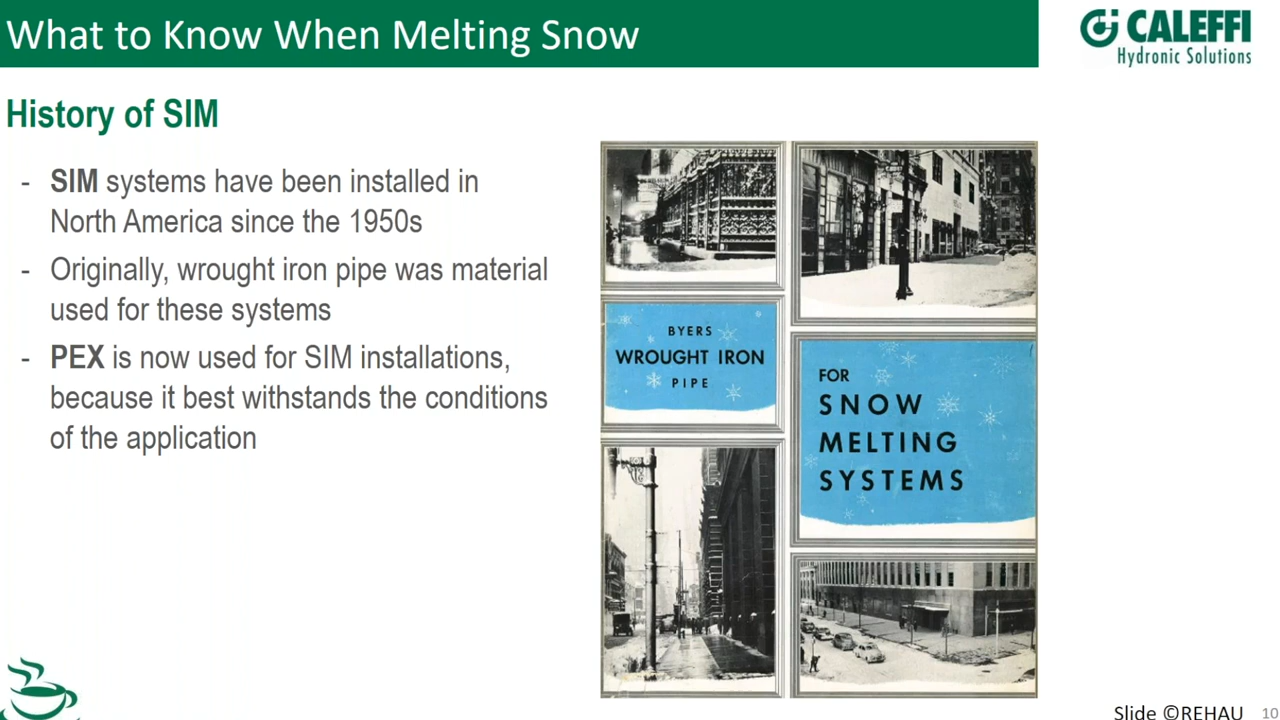 What to Know When Melting Snow
CALEFFI
Hydronic Solutions
History of SIM
- SIM systems have been installed in
North America since the 1950s
- Originally, wrought iron pipe was material
used for these systems
- PEX is now used for SIM installations,
because it best withstands the conditions
of the application
BYERS
WROUGHT IRON
PIPE
FOR
SNOW
MELTING
SYSTEMS
Slide ©REHAU 10